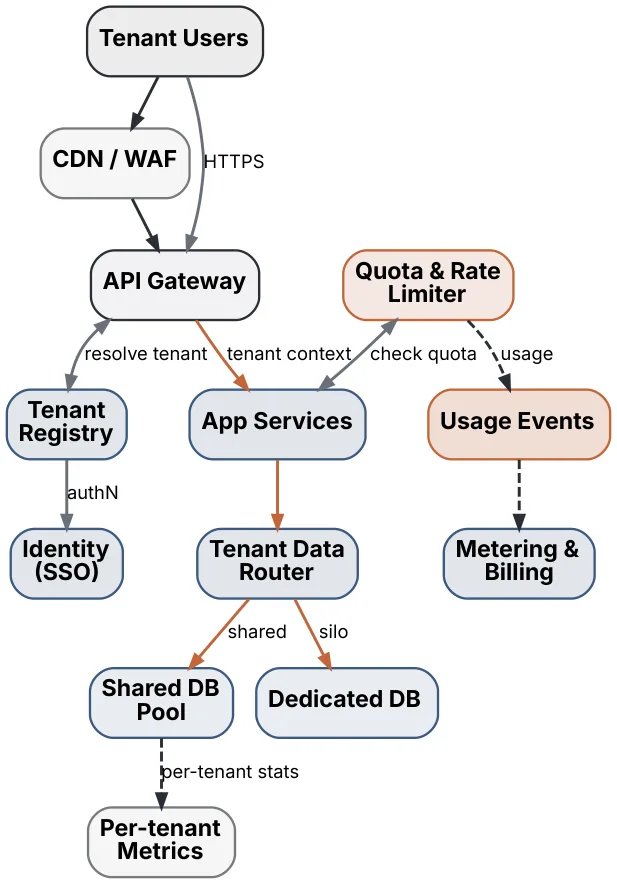 Tenant Users
CDN / WAF
HTTPS
API Gateway
Quota & Rate
Limiter
resolve tenant
tenant context
check quota
usage
Tenant
Registry
App Services
Usage Events
authN
Identity
(SSO)
Tenant Data
Router
Metering &
Billing
shared
silo
Shared DB
Pool
Dedicated DB
per-tenant stats
Per-tenant
Metrics